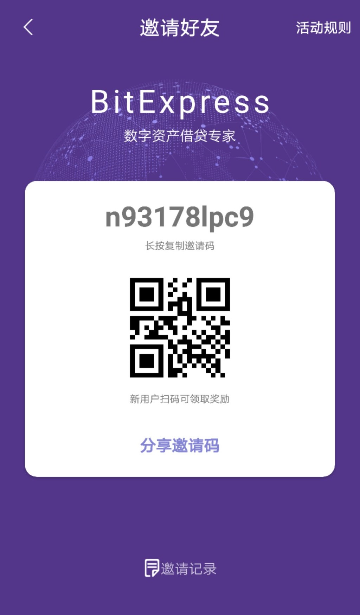 邀请好友
活动规则
BitExpress
数字资产借贷专家
n93178lpc9
长按复制邀请码
新用户扫码可领取奖励
分享邀请码
邀请记录